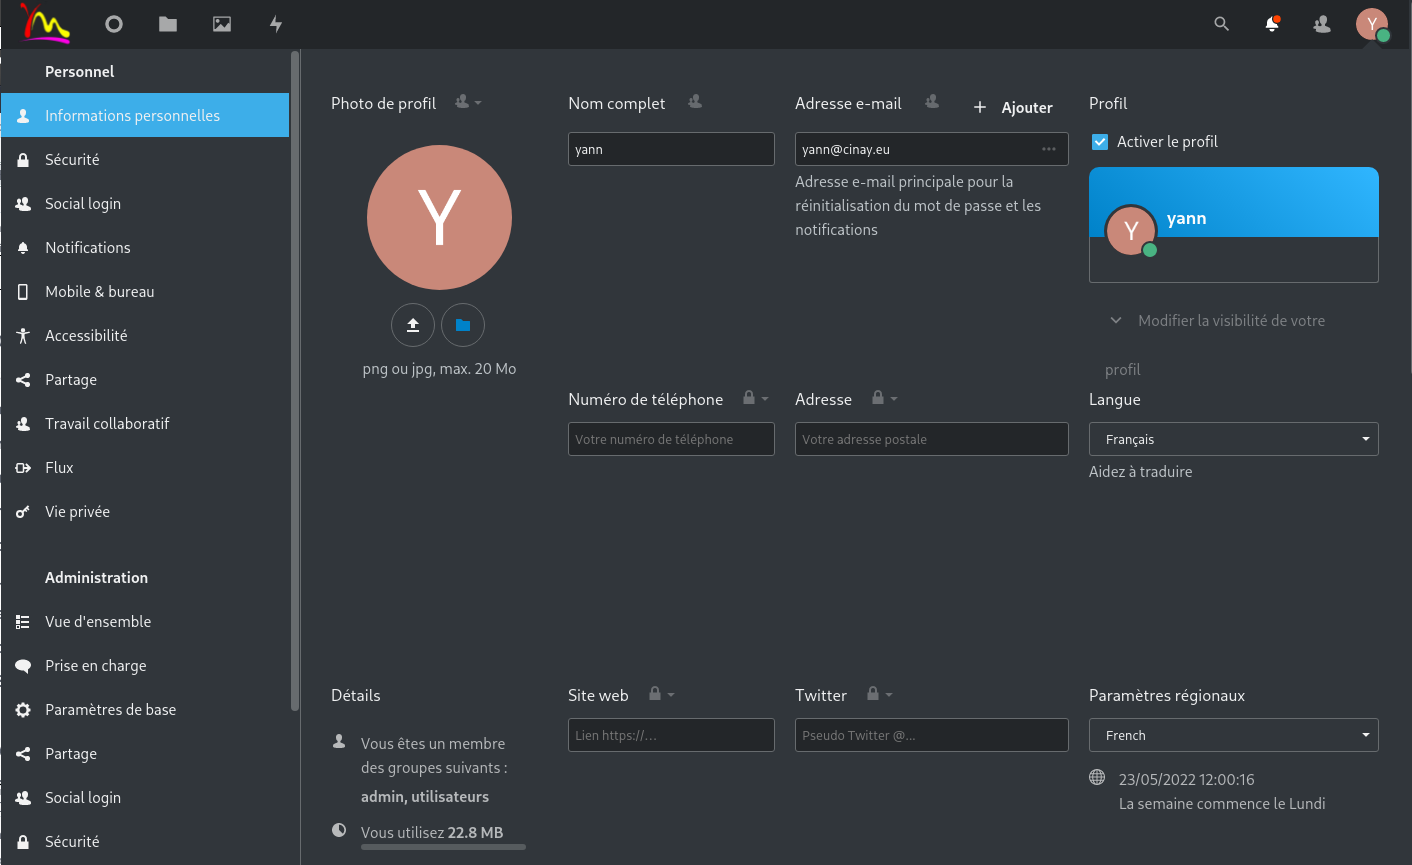 Y
Personnel
Informations personnelles
Sécurité
Social login
Notifications
Mobile & bureau
Accessibilité
Partage
Travail collaboratif
Flux
Vie privée
Administration
Vue d'ensemble
Prise en charge
Paramètres de base
Partage
Social login
Sécurité
Photo de profil
Y
png ou jpg, max. 20 Mo
Nom complet
yann
Adresse e-mail
+ Ajouter
yann@cinay.eu
Adresse e-mail principale pour la
réinitialisation du mot de passe et les
notifications
Profil
Activer le profil
Y
yann
Modifier la visibilité de votre
profil
Numéro de téléphone
Votre numéro de téléphone
Adresse
Votre adresse postale
Langue
Français
Aidez à traduire
Détails
Vous êtes un membre
des groupes suivants :
admin, utilisateurs
Vous utilisez 22.8 MB
Site web
Lien https://...
Twitter
Pseudo Twitter @...
Paramètres régionaux
French
23/05/2022 12:00:16
La semaine commence le Lundi